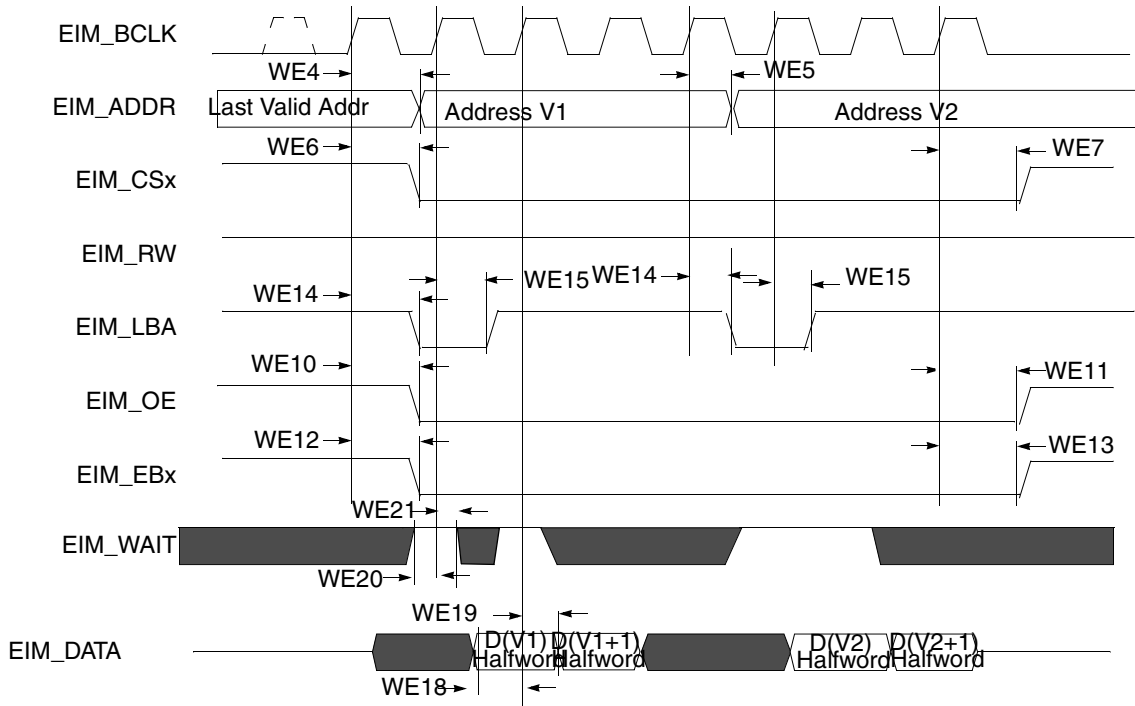 EIM_BCLK
WE4
WE5
EIM_ADDR
Last Valid Addr
Address V1
Address V2
WE6
WE7
EIM_CSx
EIM_RW
WE14
WE15
WE14
WE15
EIM_LBA
WE10
WE11
EIM_OE
WE12
WE13
EIM_EBx
WE21
EIM_WAIT
WE20
WE19
EIM_DATA
D(V1)
Halfword
D(V1+1)
Halfword
D(V2)
Halfword
D(V2+1)
Halfword
WE18